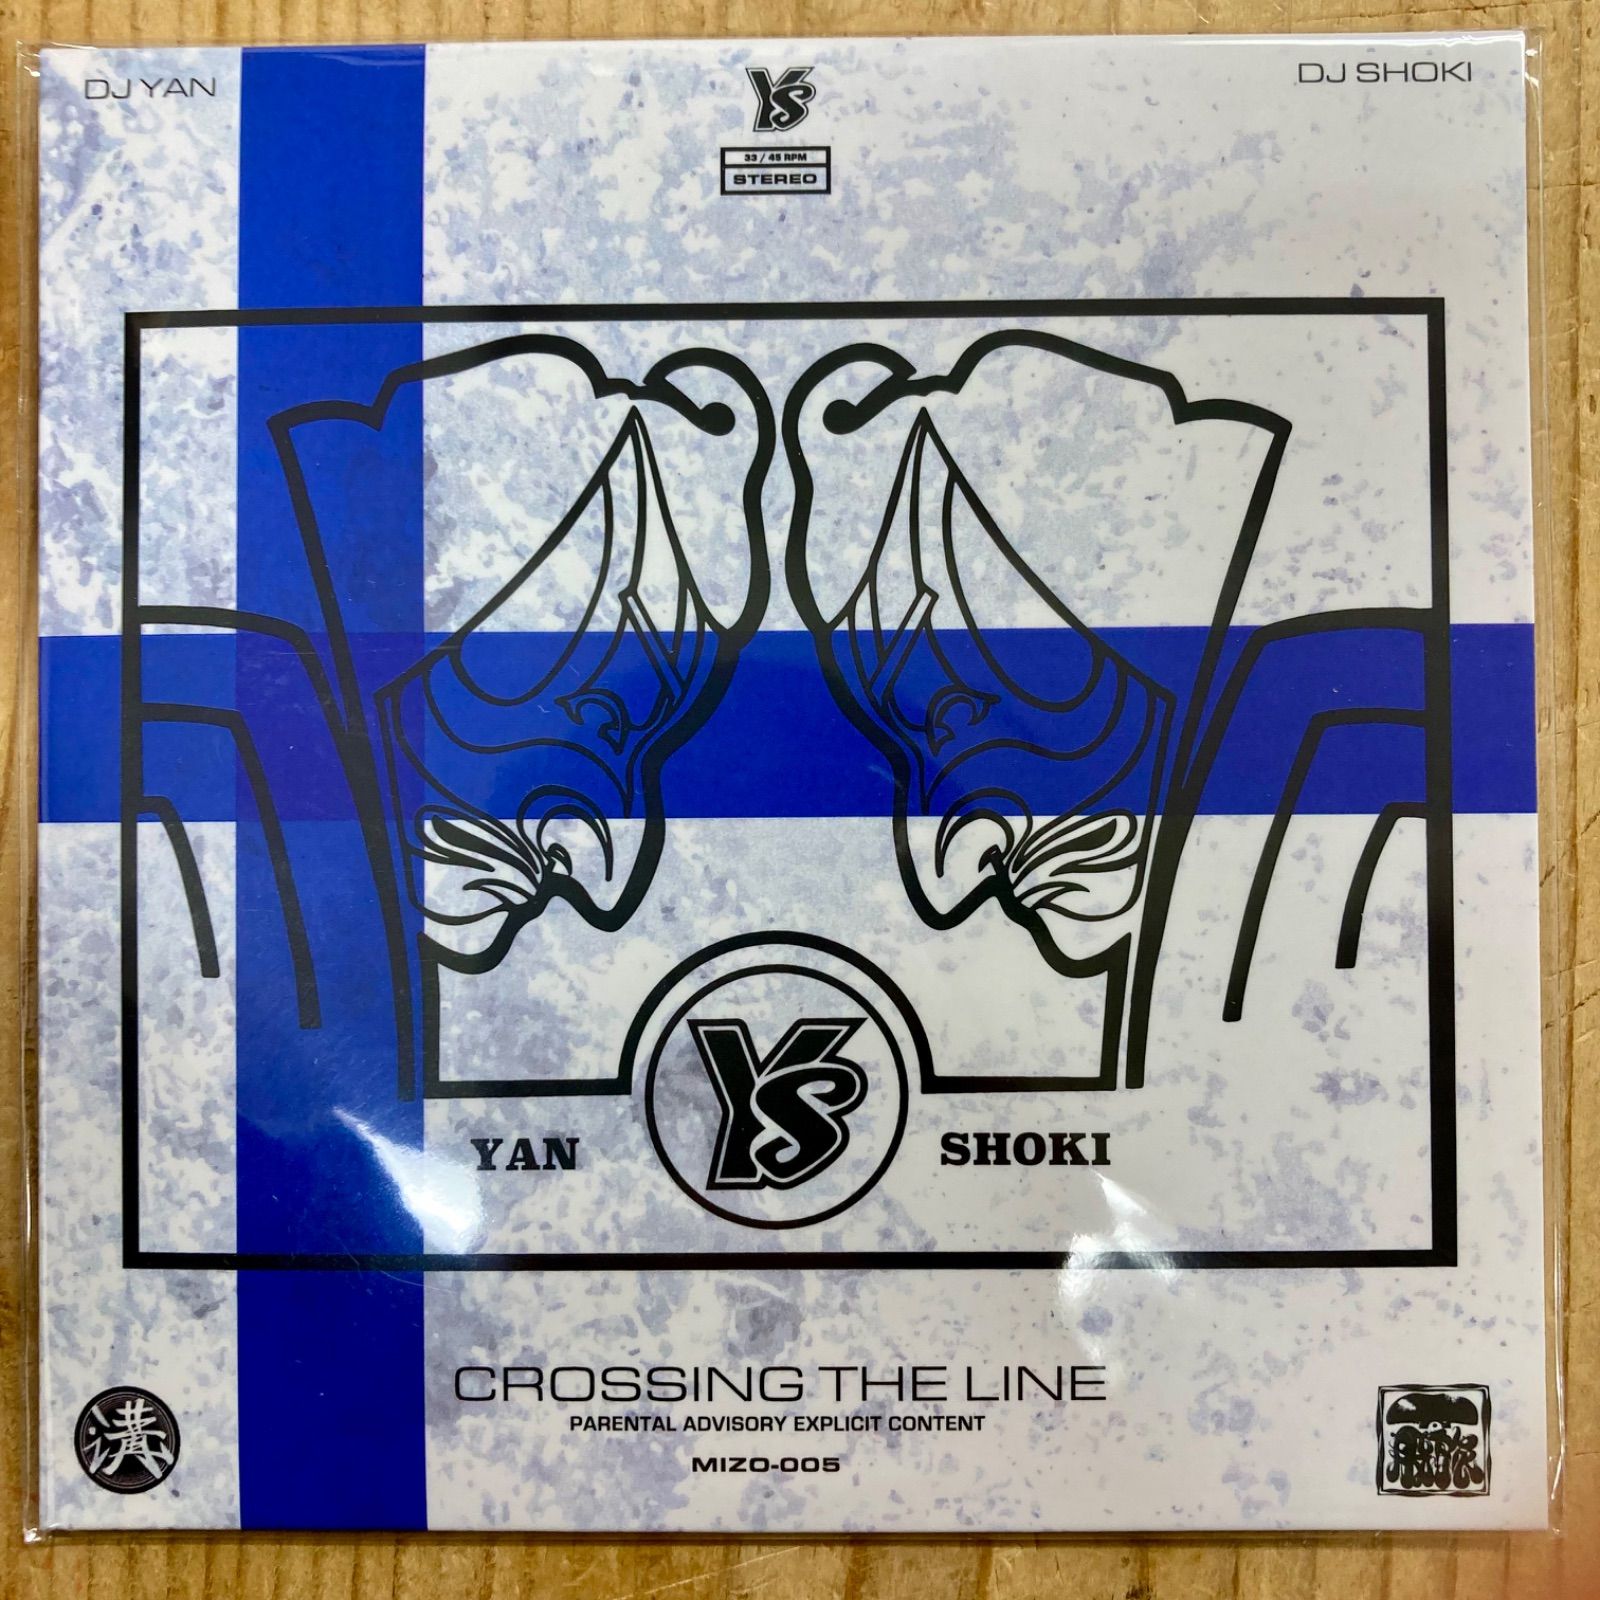 DJ YAN
DJ SHOKI
YS
33 / 45 RPM
STEREO
YS
YAN
SHOKI
CROSSING THE LINE
PARENTAL ADVISORY EXPLICIT CONTENT
MIZO-005
溝